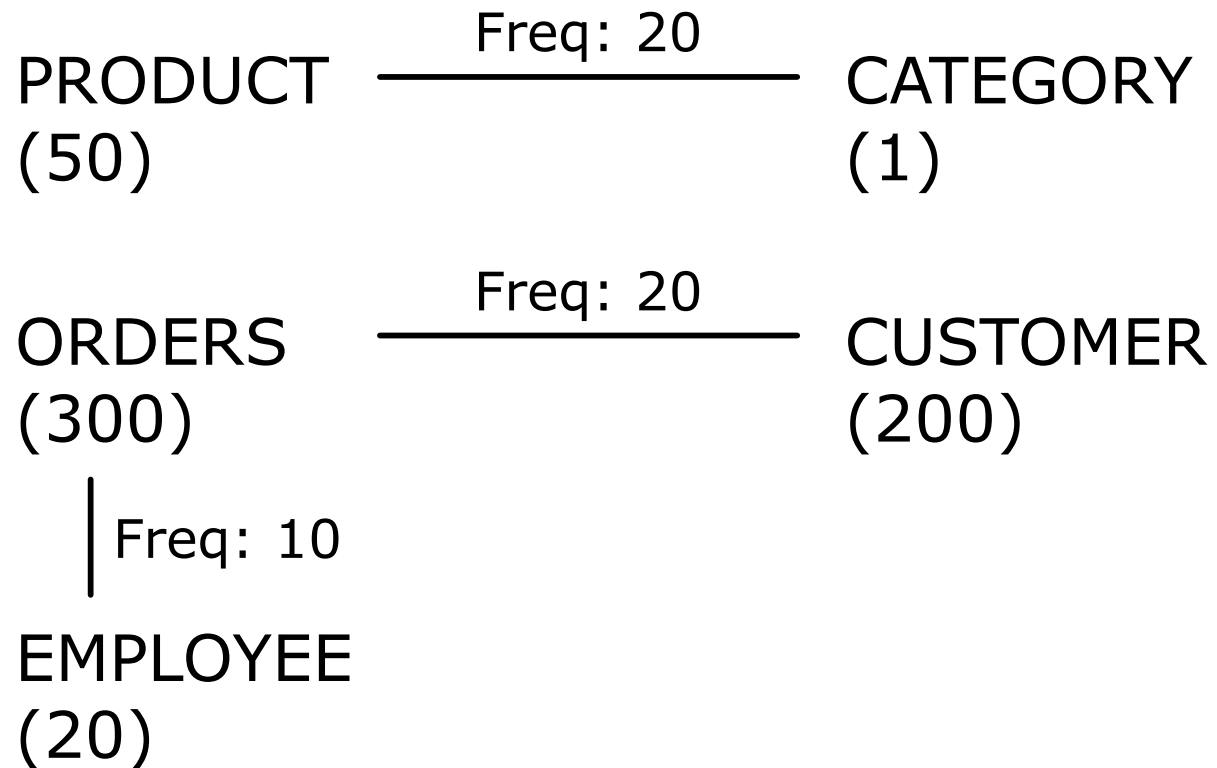 Freq: 20
PRODUCT
CATEGORY
(50)
(1)
Freq: 20
ORDERS
CUSTOMER
(300)
(200)
Freq: 10
EMPLOYEE
(20)